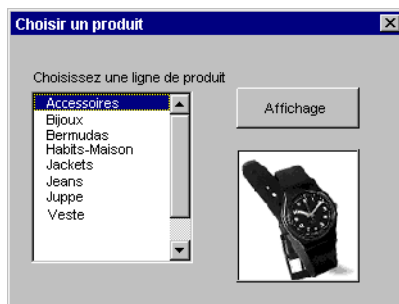 Choisir un produit
Choisissez une ligne de produit
Accessoires
Bijoux
Bermudas
Habits-Maison
Jackets
Jeans
Juppe
Veste
Affichage